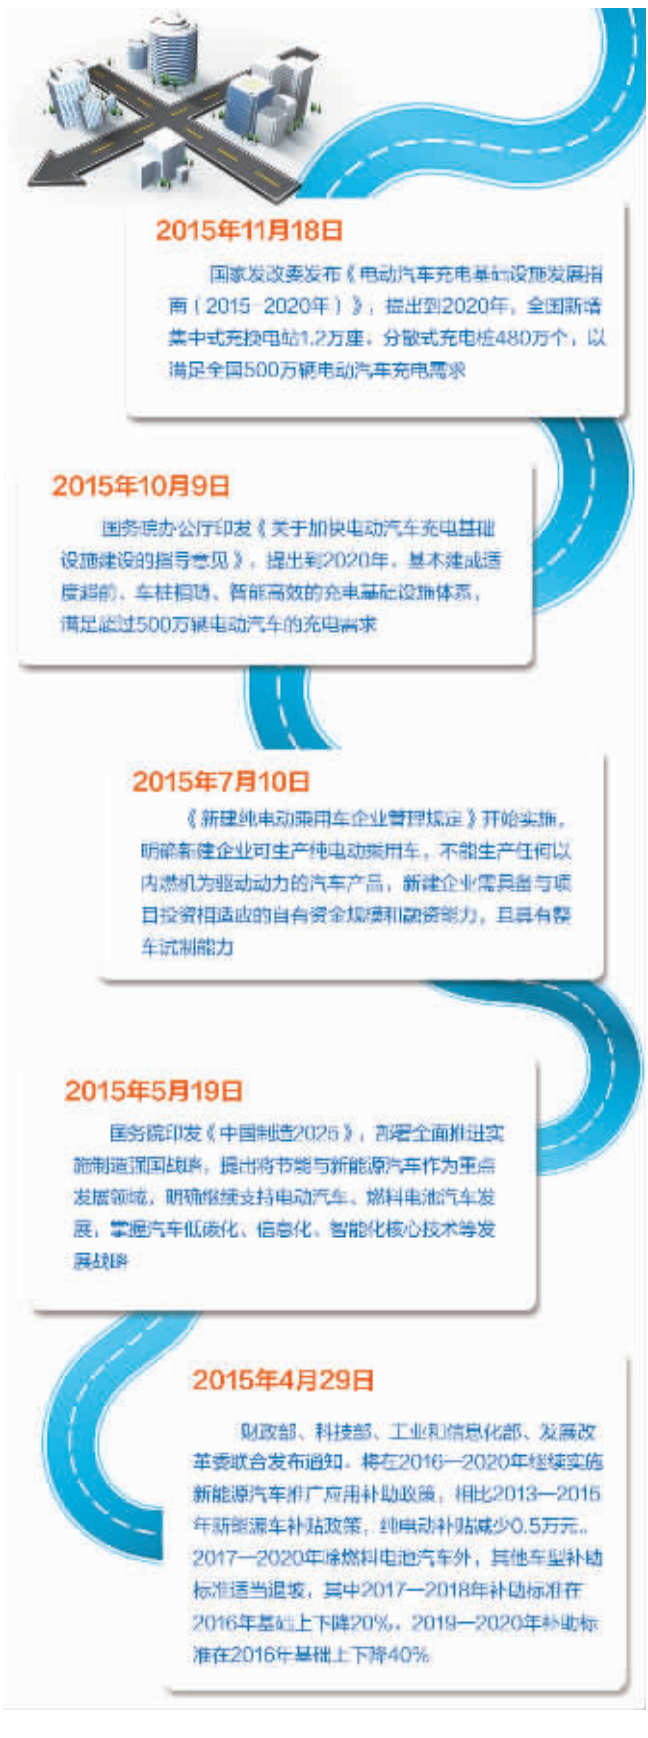 2015年11月18日
国家发改委发布《电动汽车充电基础设施发展指
南（2015-2020年）》，提出到2020年，全国新增
集中式充换电站1.2万座，分散式充电桩480万个，以
满足全国500万辆电动汽车充电需求
2015年10月9日
国务院办公厅印发《关于加快电动汽车充电基础
设施建设的指导意见》，提出到2020年，基本建成适
度超前、车桩相随、智能高效的充电基础设施体系，
满足超过500万辆电动汽车的充电需求
2015年7月10日
《新建纯电动乘用车企业管理规定》开始实施，
明确新建企业可生产纯电动乘用车，不能生产任何以
内燃机为驱动动力的汽车产品，新建企业需具备与项
目投资相适应的自有资金规模和融资能力，且具有整
车试制能力
2015年5月19日
国务院印发《中国制造2025》，部署全面推进实
施制造强国战略，提出将节能与新能源汽车作为重点
发展领域，明确继续支持电动汽车、燃料电池汽车发
展，掌握汽车低碳化、信息化、智能化核心技术等发
展战略
2015年4月29日
财政部、科技部、工业和信息化部、发展改
革委联合发布通知，将在2016—2020年继续实施
新能源汽车推广应用补助政策，相比2013—2015
年新能源车补贴政策，纯电动补贴减少0.5万元。
2017—2020年除燃料电池汽车外，其他车型补助
标准适当退坡，其中2017—2018年补助标准在
2016年基础上下降20%，2019—2020年补助标
准在2016年基础上下降40%